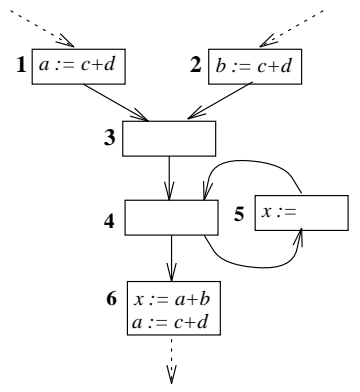 1 a := c+d
2 b := c+d
3
4
5 x :=
6 x := a+b
a := c+d